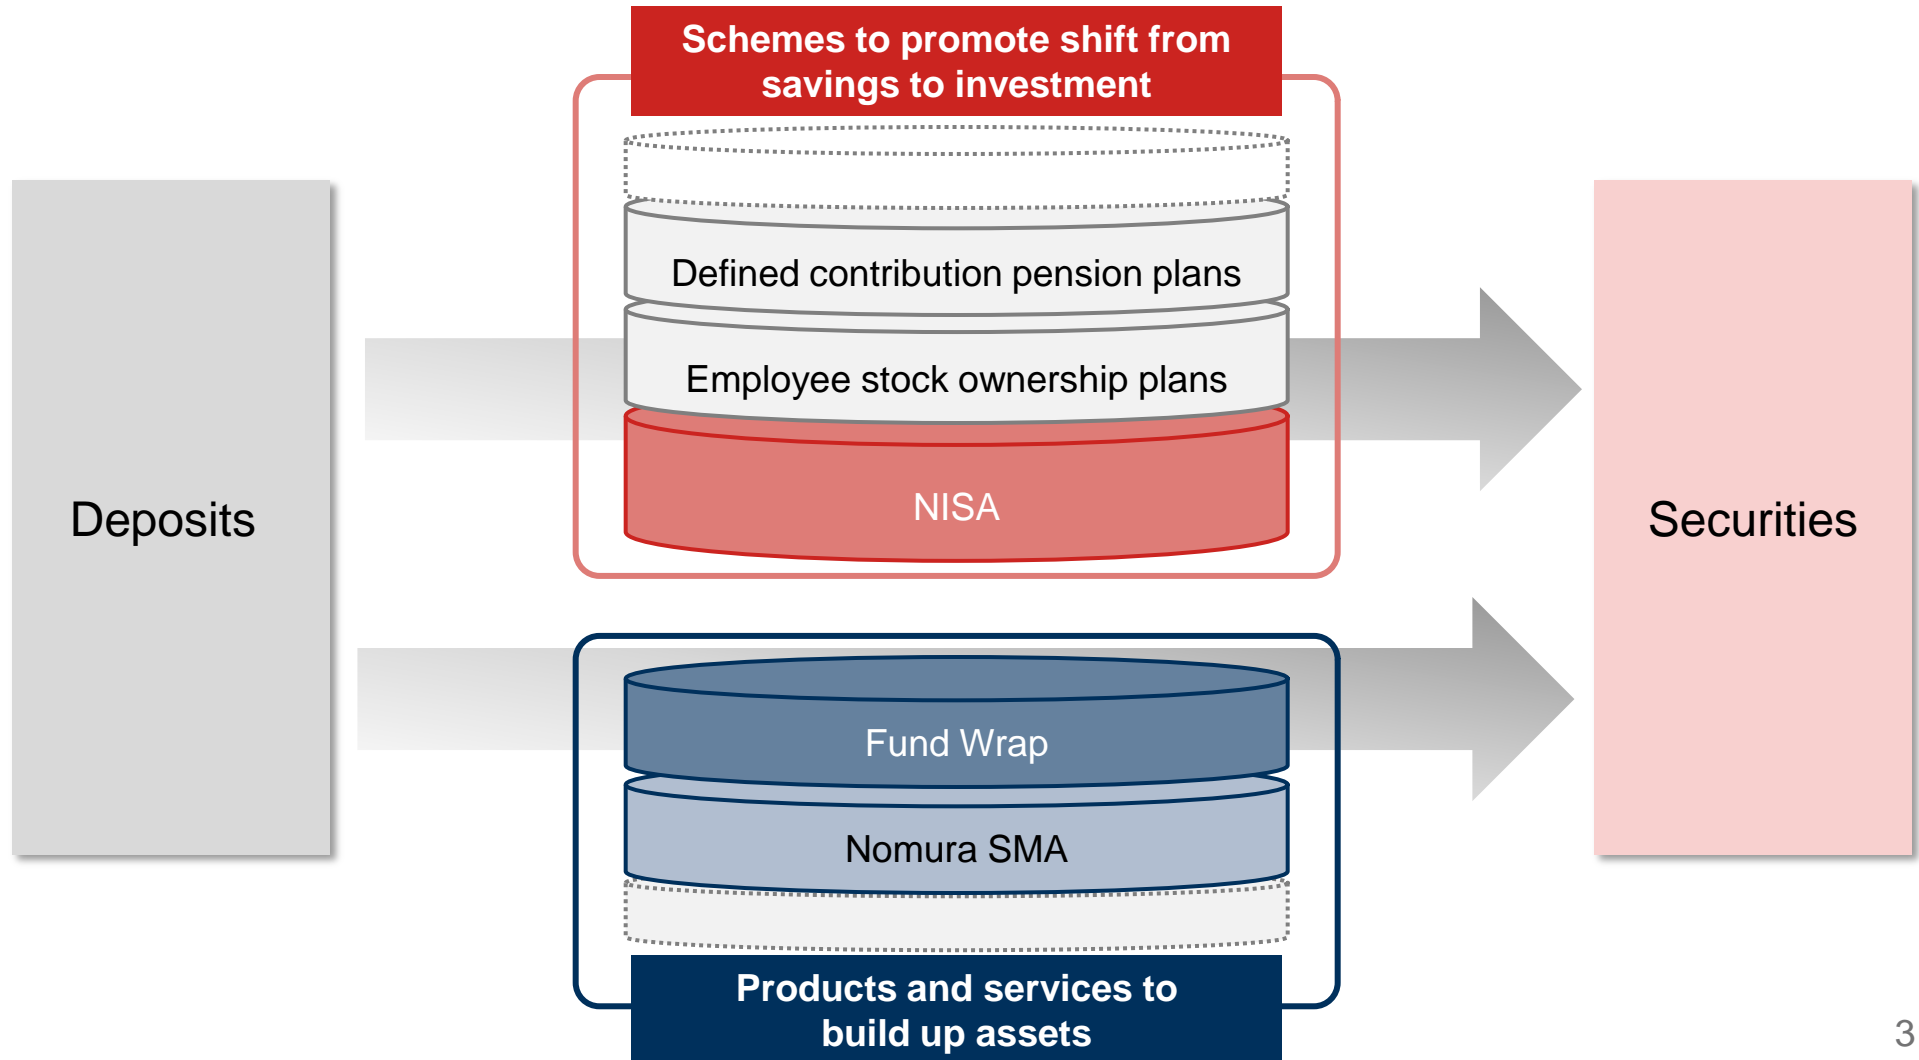 Schemes to promote shift from
savings to investment
Defined contribution pension plans
Employee stock ownership plans
NISA
Deposits
Securities
Fund Wrap
Nomura SMA
Products and services to
build up assets
3